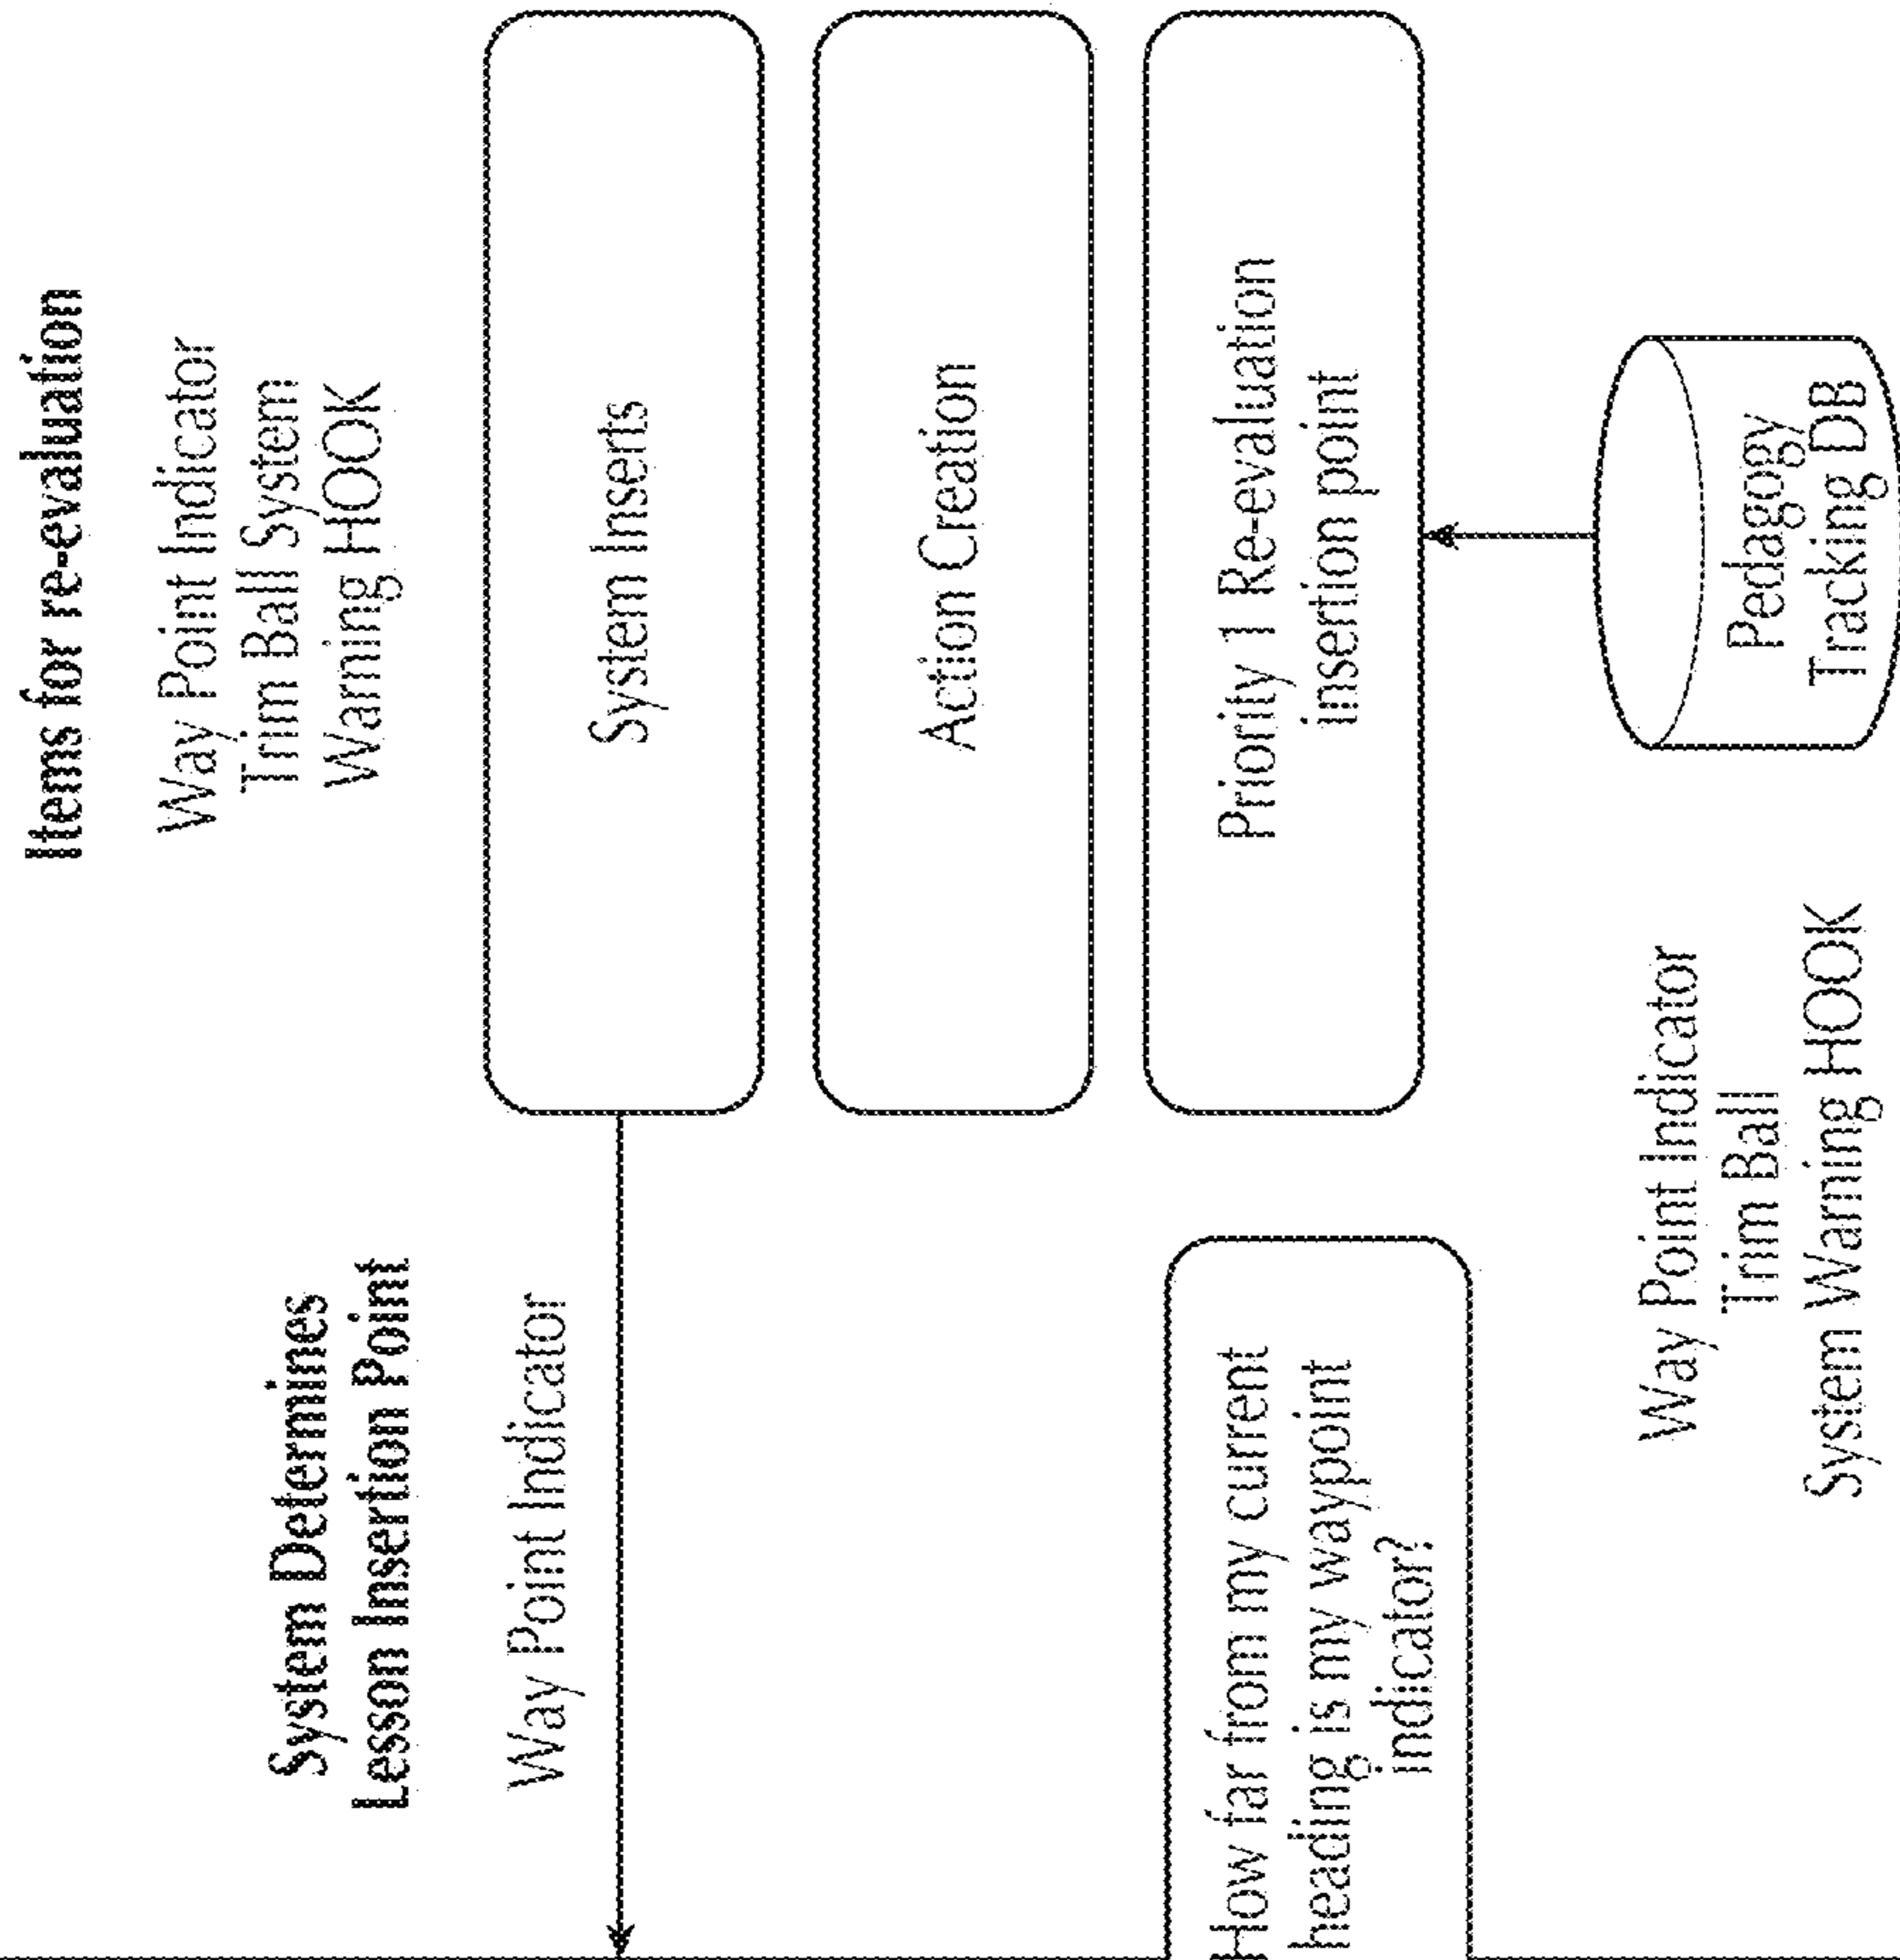 Items for re-evaluation
Way Point Indicator
Trim Ball System
Warning HOOK
System Inserts
Action Creation
Priority 1 Re-evaluation
insertion point
Pedagogy
Tracking DB
System Determines
Lesson Insertion Point
Way Point Indicator
How far from my current
heading is my waypoint
indicator?
Way Point Indicator
Trim Ball
System Warning HOOK